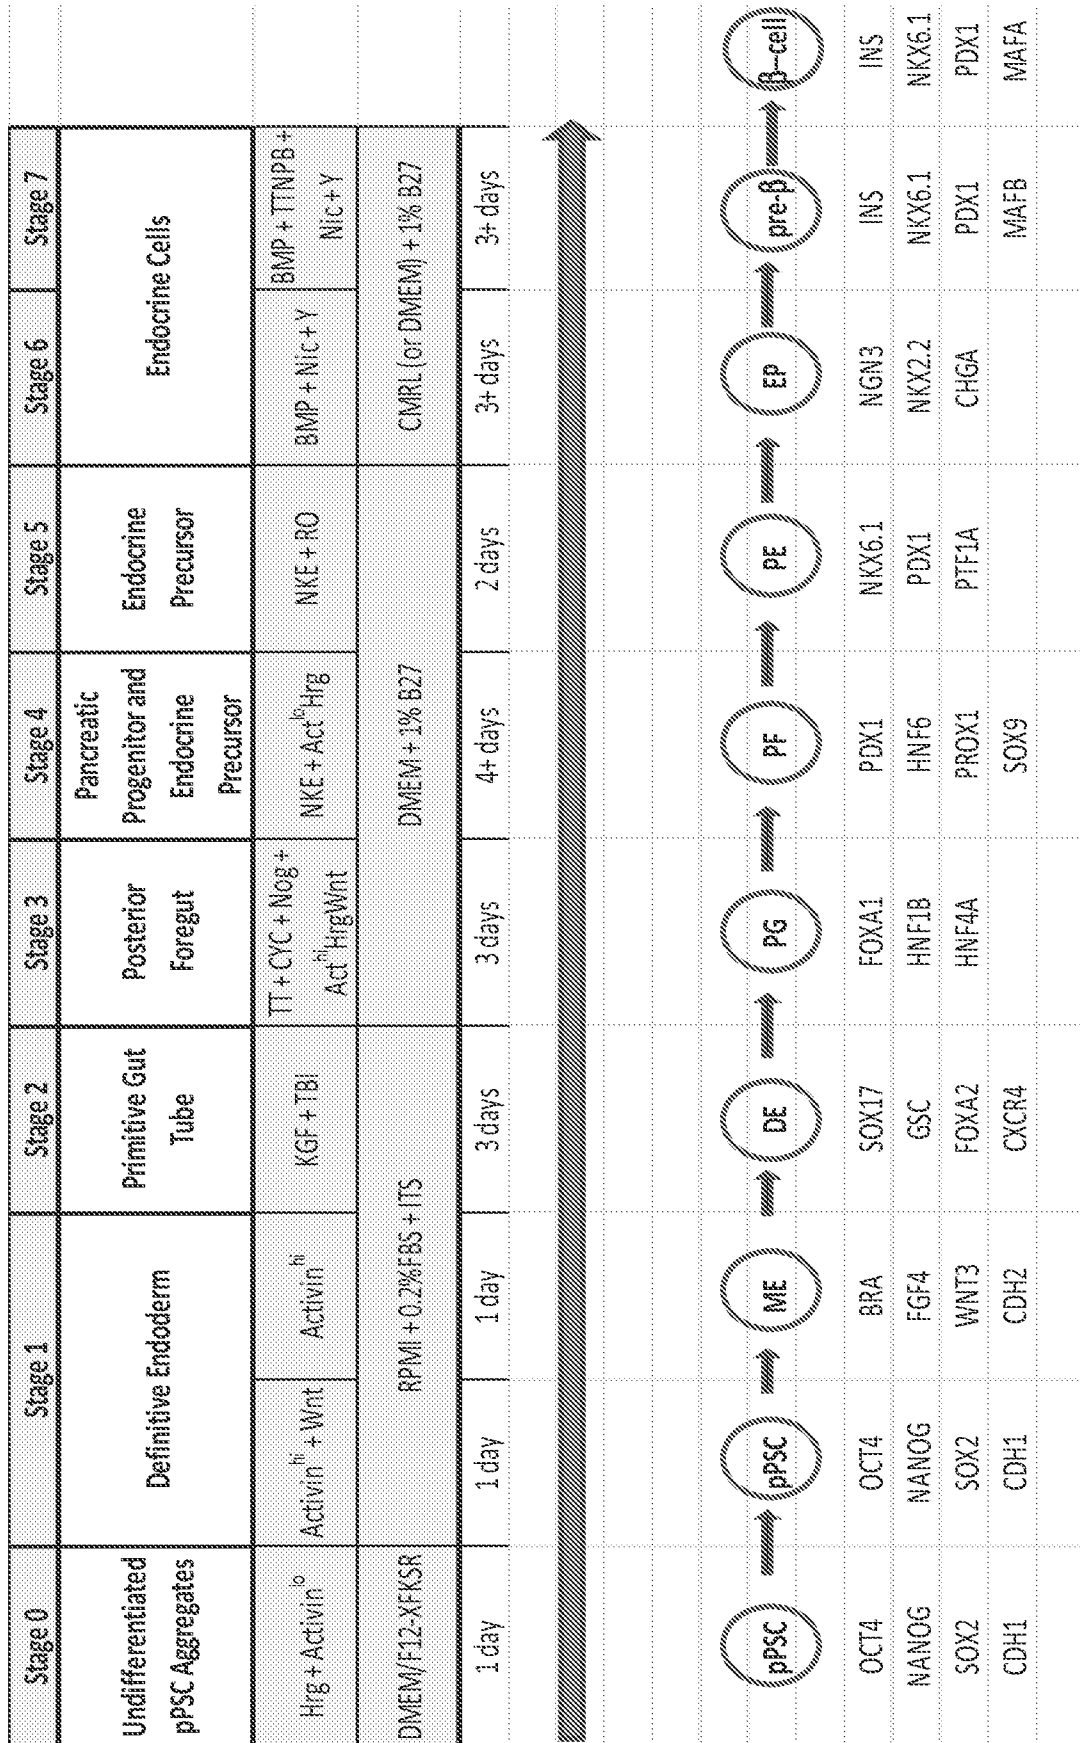 Stage 0
Stage 1
Stage 2
Stage 3
Stage 4
Stage 5
Stage 6
Stage 7
Undifferentiated
pPSC Aggregates
Definitive Endoderm
Primitive Gut
Tube
Posterior
Foregut
Pancreatic
Progenitor and
Endocrine
Precursor
Endocrine
Precursor
Endocrine Cells
Hrg + Activin^lo
Activin^hi + Wnt
Activin^hi
KGF + TBI
TT + CYC + Nog +
Act^hiHrgWnt
NKE + Act^loHrg
NKE + RO
BMP + Nic + Y
BMP + TTNPB +
Nic + Y
DMEM/F12-XFKSR
RPMI + 0.2%FBS + ITS
DMEM + 1% B27
CMRL (or DMEM) + 1% B27
1 day
1 day
1 day
3 days
3 days
4+ days
2 days
3+ days
3+ days
pPSC
pPSC
ME
DE
PG
PF
PE
EP
pre-β
β-cell
OCT4
OCT4
BRA
SOX17
FOXA1
PDX1
NKX6.1
NGN3
INS
INS
NANOG
NANOG
FGF4
GSC
HNF1B
HNF6
PDX1
NKX2.2
NKX6.1
NKX6.1
SOX2
SOX2
WNT3
FOXA2
HNF4A
PROX1
PTF1A
CHGA
PDX1
PDX1
CDH1
CDH1
CDH2
CXCR4
SOX9
MAFB
MAFA